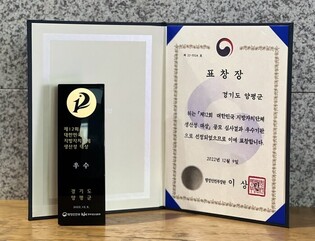 제12회
대한민국
지방자치단체
생산성 대상
우수
경기도
양평군
표창장
경기도 양평군
위는 「제12회 대한민국 지방자치단체
생산성 대상」 공모 심사결과 우수기관
으로 선정되었으므로 이에 표창합니다.
2022년 12월 9일
행정안전부장관 이상